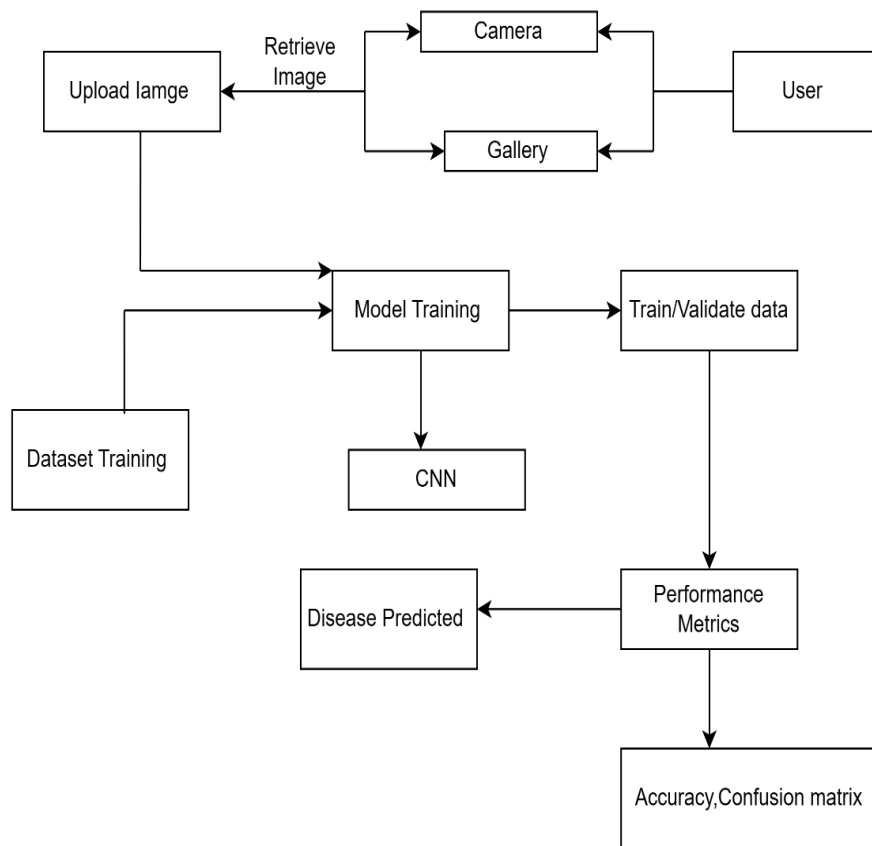 Camera
Retrieve
Image
Upload Iamge
User
Gallery
Model Training
Train/Validate data
Dataset Training
CNN
Performance
Metrics
Disease Predicted
Accuracy,Confusion matrix